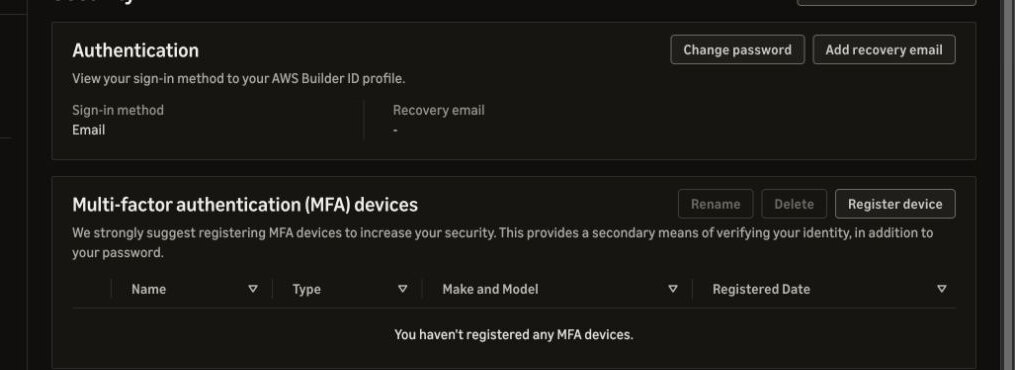 Authentication
Change password
Add recovery email
View your sign-in method to your AWS Builder ID profile.
Sign-in method
Recovery email
Email
-
Multi-factor authentication (MFA) devices
Rename
Delete
Register device
We strongly suggest registering MFA devices to increase your security. This provides a secondary means of verifying your identity, in addition to
your password.
Name
Type
Make and Model
Registered Date
You haven't registered any MFA devices.